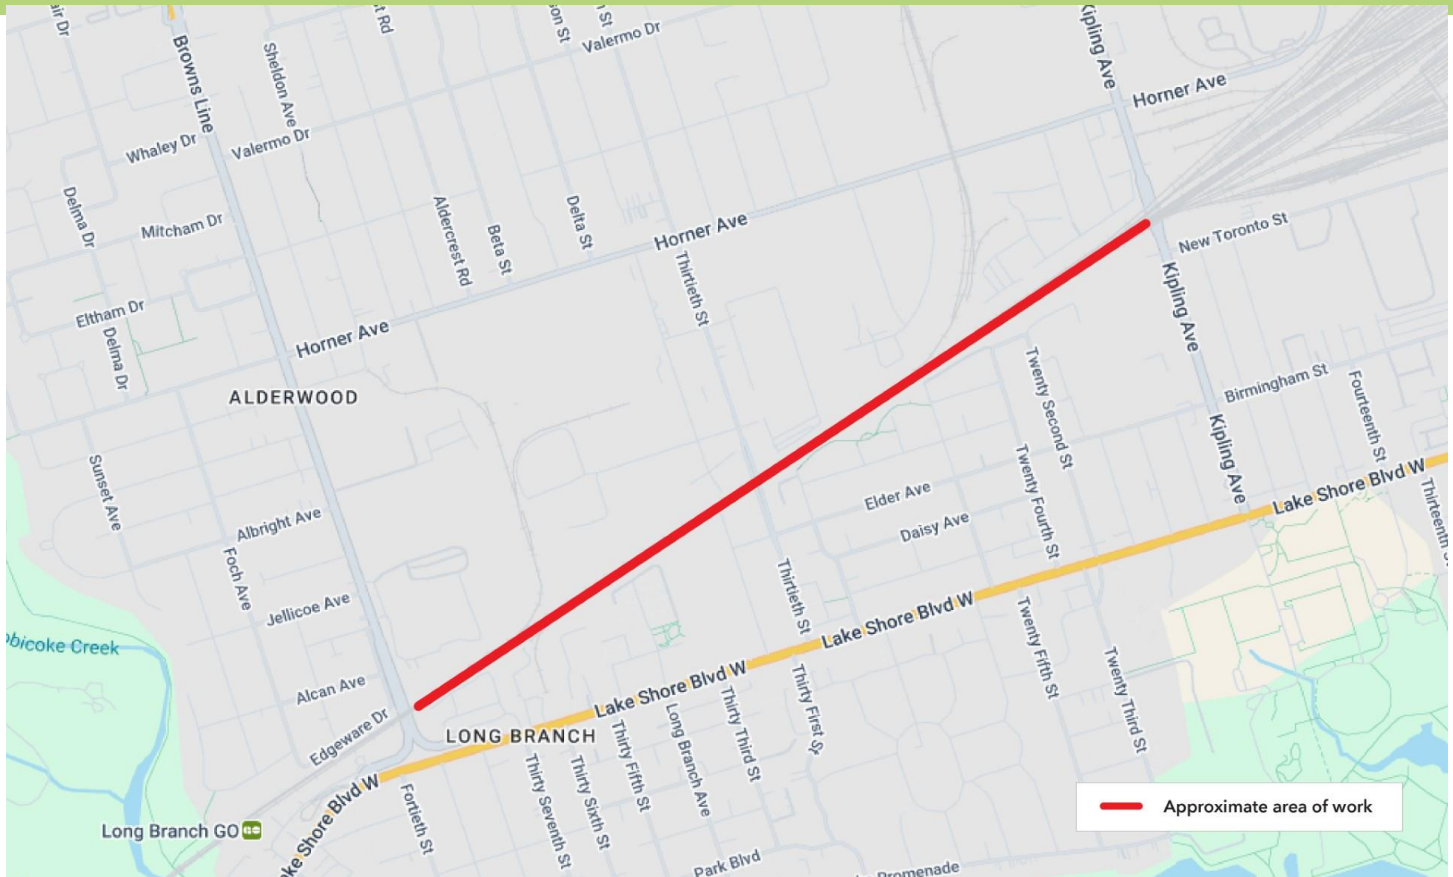 Valermo Dr
Kipling Ave
Browns Line
Sheldon Ave
Horner Ave
Whaley Dr
Valermo Dr
Delma Dr
Mitcham Dr
Aldercrest Rd
Beta St
Delta St
Horner Ave
Thirtieth St
New Toronto St
Kipling Ave
Eltham Dr
Delma Dr
Horner Ave
ALDERWOOD
Twenty Second St
Birmingham St
Fourteenth St
Kipling Ave
Sunset Ave
Albright Ave
Elder Ave
Daisy Ave
Twenty Fourth St
Lake Shore Blvd W
Foch Ave
Jellicoe Ave
Thirtieth St
Lake Shore Blvd W
Twenty Fifth St
Twenty Third St
obicoke Creek
Alcan Ave
Edgeware Dr
LONG BRANCH
Lake Shore Blvd W
Thirty First St
Thirty Third St
Long Branch Ave
Thirty Fifth St
Thirty Sixth St
Thirty Seventh St
Fortieth St
ke Shore Blvd W
Long Branch GO
Park Blvd
Promenade
Approximate area of work